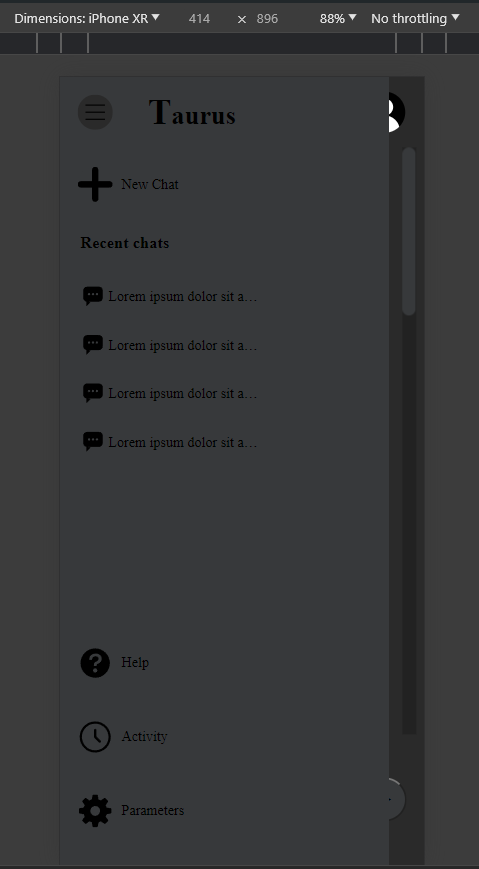 Dimensions: iPhone XR ▼ 414 × 896 88% ▼ No throttling ▼
Taurus
New Chat
Recent chats
Lorem ipsum dolor sit a...
Lorem ipsum dolor sit a...
Lorem ipsum dolor sit a...
Lorem ipsum dolor sit a...
Help
Activity
Parameters